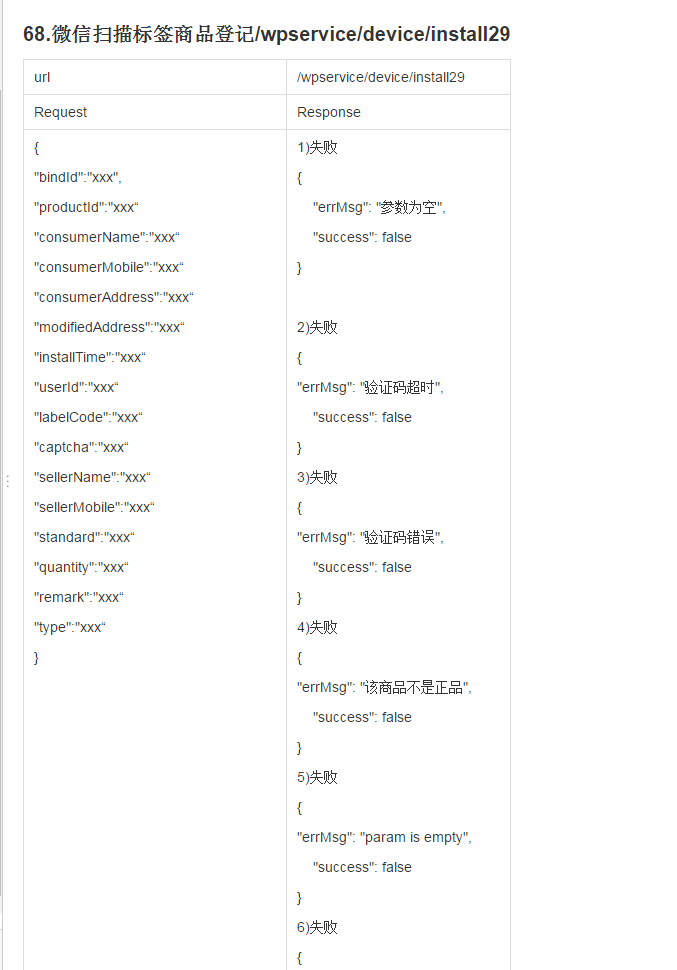 68.微信扫描标签商品登记/wpservice/device/install29
url
/wpservice/device/install29
Request
Response
{
"bindId":"xxx",
"productId":"xxx“
"consumerName":"xxx“
"consumerMobile":"xxx“
"consumerAddress":"xxx“
"modifiedAddress":"xxx“
"installTime":"xxx“
"userId":"xxx“
"labelCode":"xxx“
"captcha":"xxx“
"sellerName":"xxx“
"sellerMobile":"xxx“
"standard":"xxx“
"quantity":"xxx“
"remark":"xxx“
"type":"xxx“
}
1)失败
{
"errMsg": "参数为空",
"success": false
}
2)失败
{
"errMsg": "验证码超时",
"success": false
}
3)失败
{
"errMsg": "验证码错误",
"success": false
}
4)失败
{
"errMsg": "该商品不是正品",
"success": false
}
5)失败
{
"errMsg": "param is empty",
"success": false
}
6)失败
{